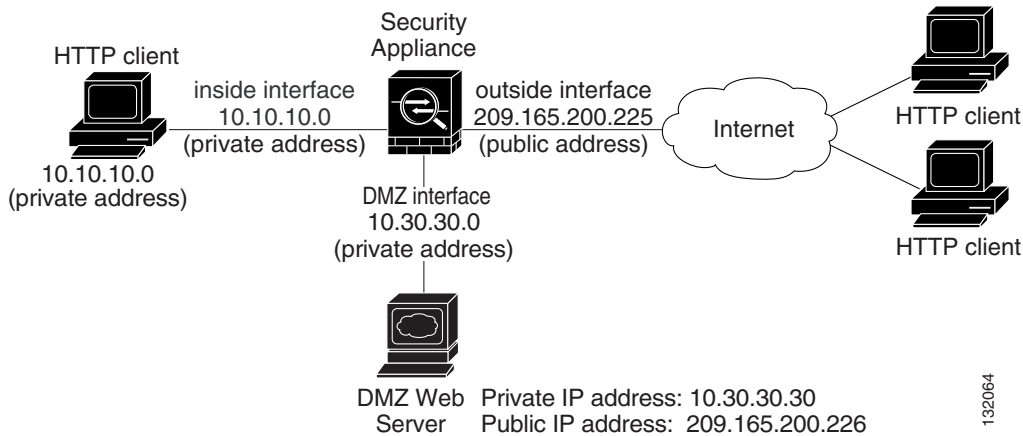 Security
Appliance
HTTP client
inside interface
10.10.10.0
(private address)
outside interface
209.165.200.225
(public address)
Internet
HTTP client
10.10.10.0
(private address)
DMZ interface
10.30.30.0
(private address)
HTTP client
DMZ Web
Server
Private IP address: 10.30.30.30
Public IP address: 209.165.200.226
132064